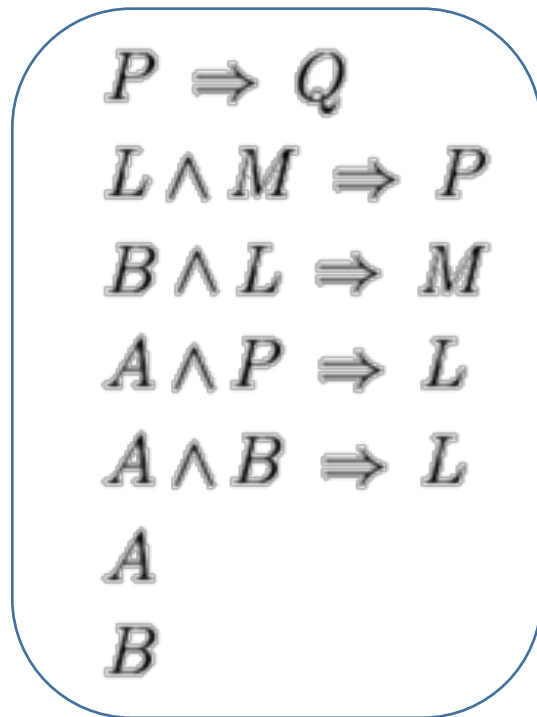 P ⇒ Q
L ∧ M ⇒ P
B ∧ L ⇒ M
A ∧ P ⇒ L
A ∧ B ⇒ L
A
B